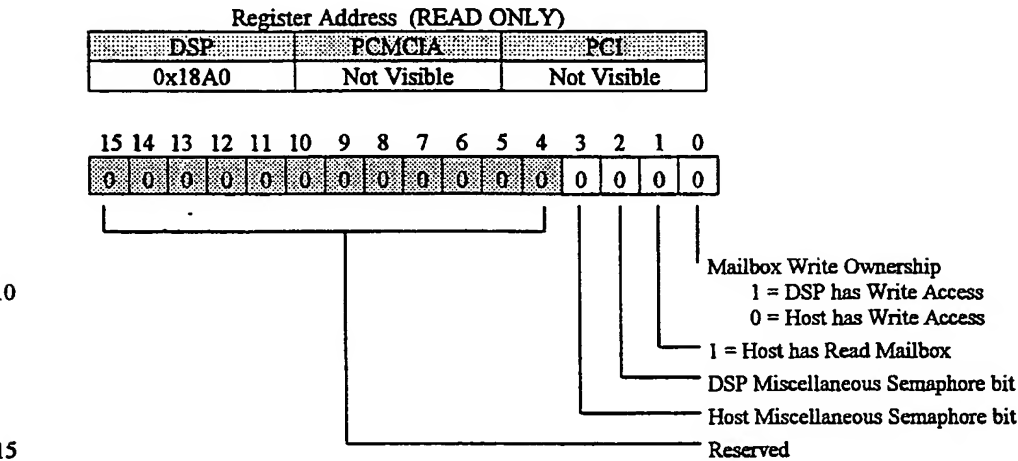 Register Address (READ ONLY)
DSP PCMCIA PCI
0x18A0 Not Visible Not Visible
15 14 13 12 11 10 9 8 7 6 5 4 3 2 1 0
0 0 0 0 0 0 0 0 0 0 0 0 0 0 0 0
Mailbox Write Ownership
1 = DSP has Write Access
0 = Host has Write Access
1 = Host has Read Mailbox
DSP Miscellaneous Semaphore bit
Host Miscellaneous Semaphore bit
Reserved
15